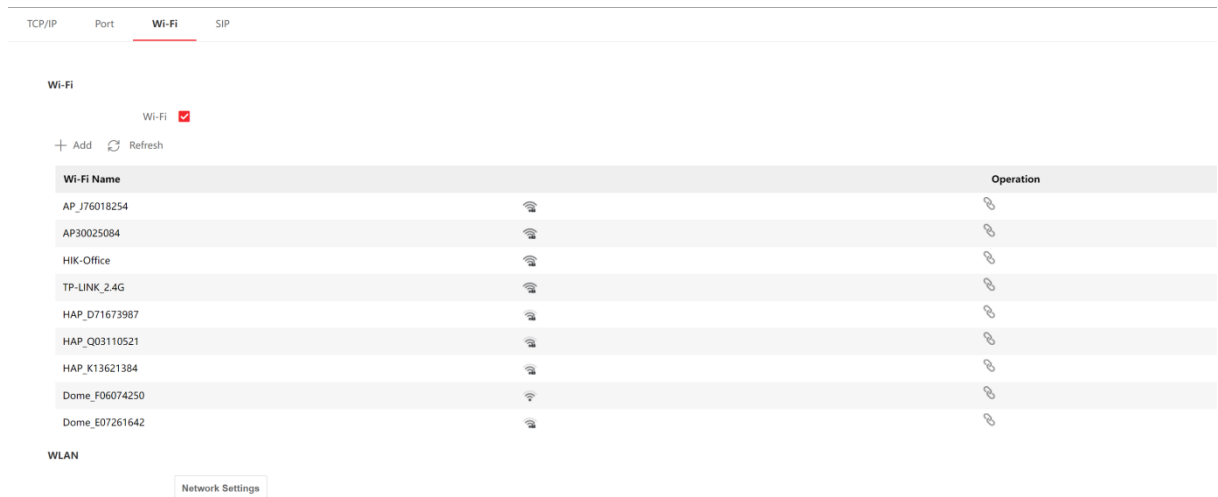 TCP/IP Port Wi-Fi SIP
Wi-Fi
Wi-Fi
Add Refresh
Wi-Fi Name Operation
AP_J76018254
AP30025084
HIK-Office
TP-LINK_2.4G
HAP_D71673987
HAP_Q03110521
HAP_K13621384
Dome_F06074250
Dome_E07261642
WLAN
Network Settings